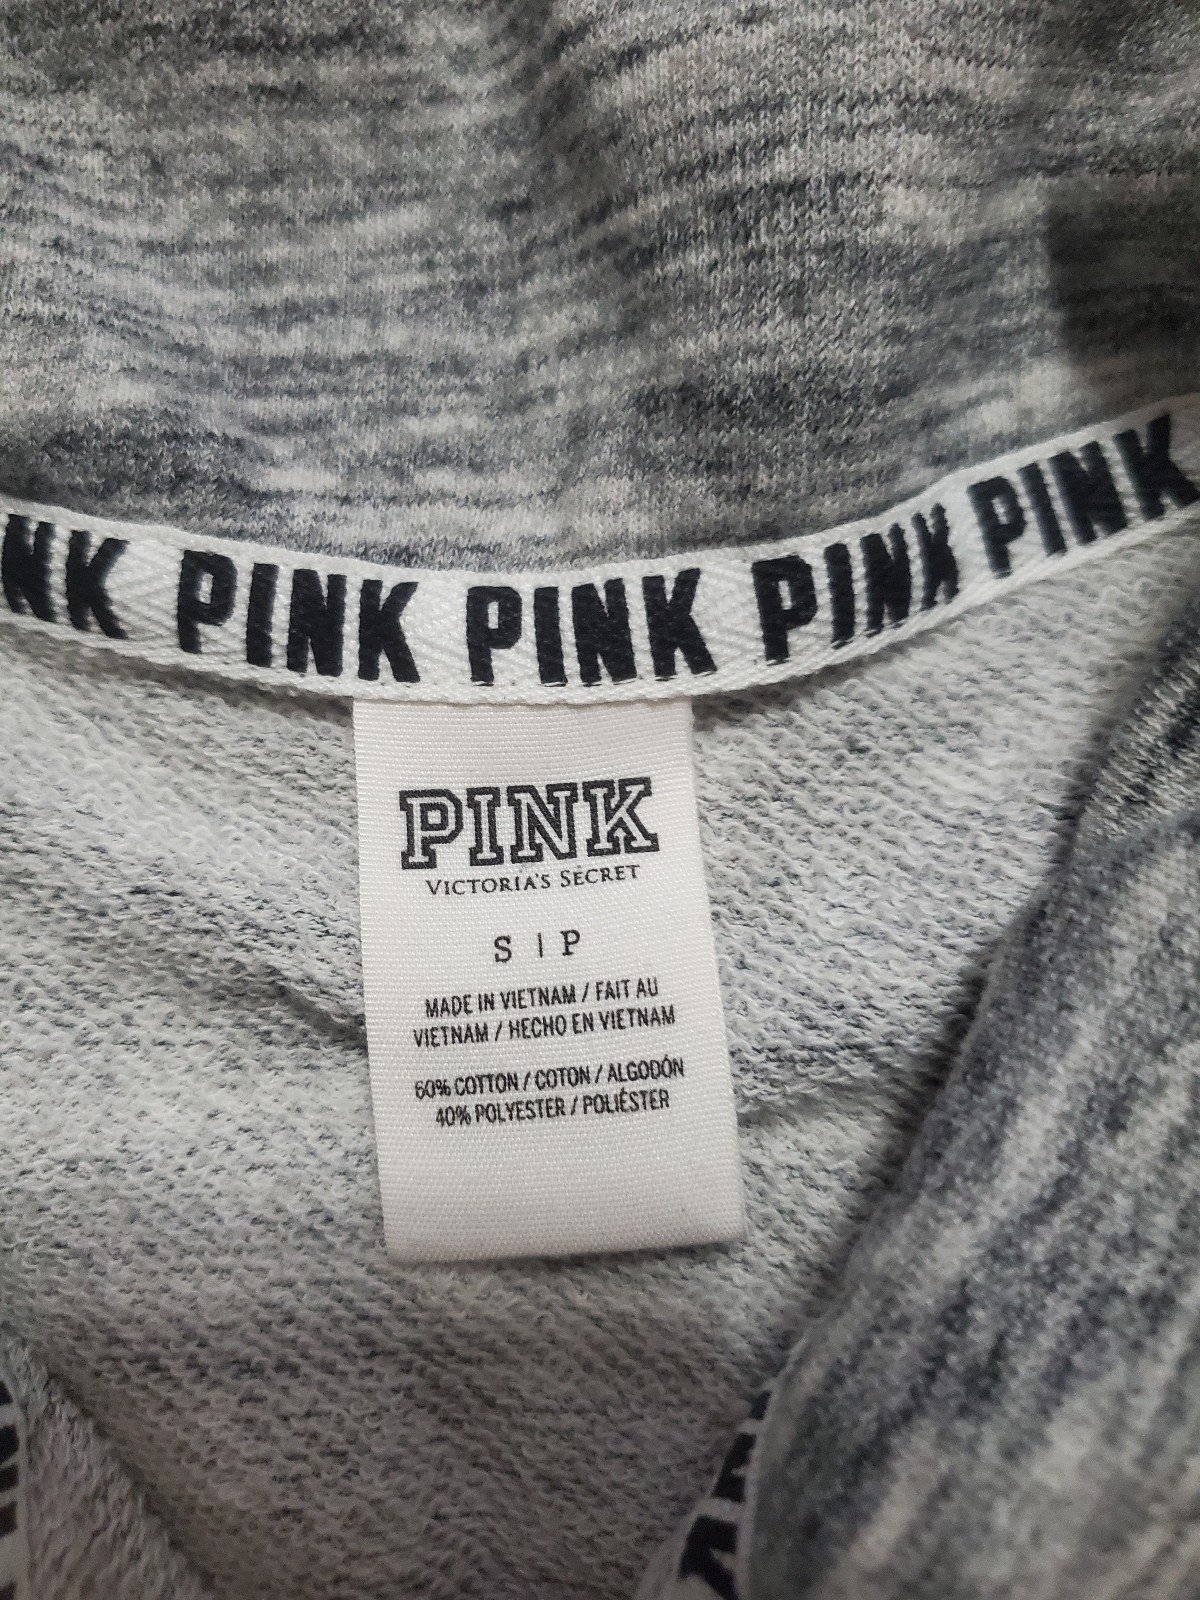 PINK PINK PINK PINK PINK
PINK
VICTORIA'S SECRET
S | P
MADE IN VIETNAM / FAIT AU
VIETNAM / HECHO EN VIETNAM
60% COTTON / COTON / ALGODÓN
40% POLYESTER / POLIÉSTER